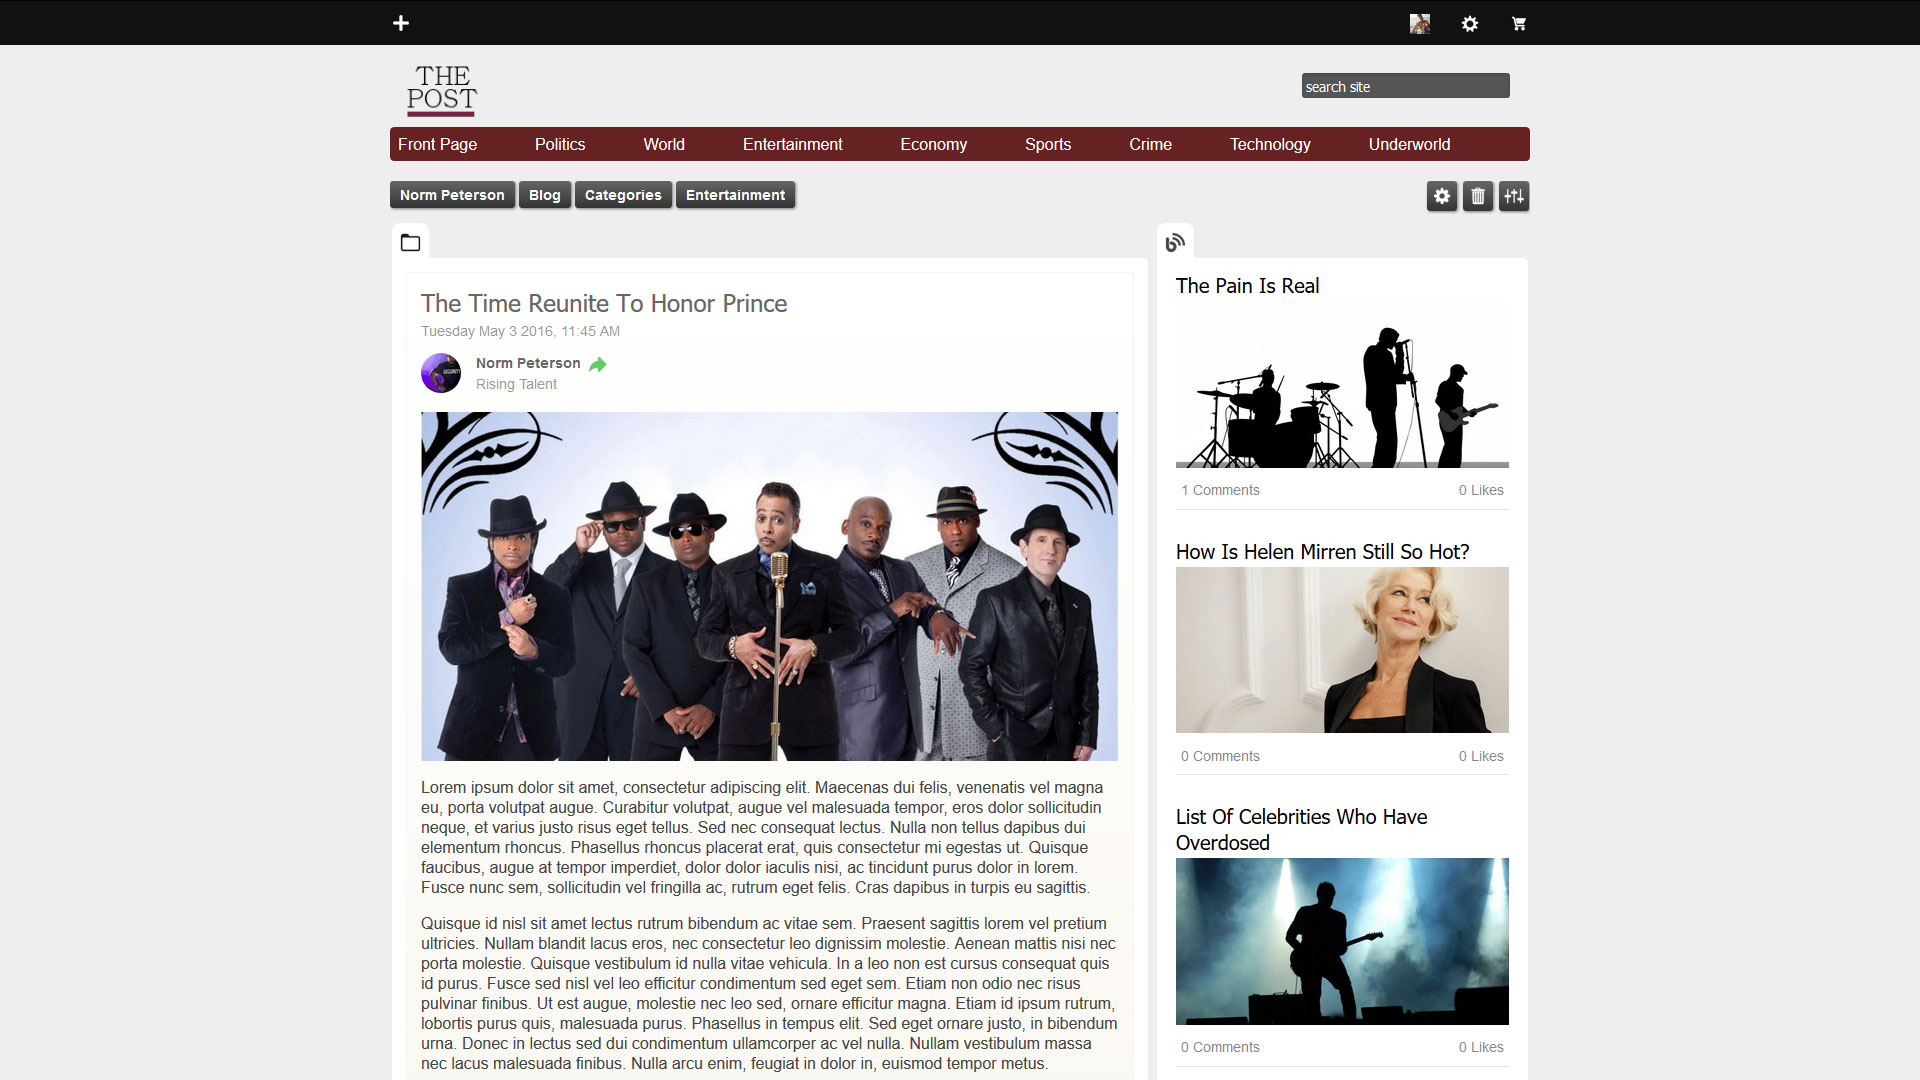 THE
POST
search site
Front Page Politics World Entertainment Economy Sports Crime Technology Underworld
Norm Peterson Blog Categories Entertainment
The Time Reunite To Honor Prince
Tuesday May 3 2016, 11:45 AM
Norm Peterson
Rising Talent
SECURITY
Lorem ipsum dolor sit amet, consectetur adipiscing elit. Maecenas dui felis, venenatis vel magna
eu, porta volutpat augue. Curabitur volutpat, augue vel malesuada tempor, eros dolor sollicitudin
neque, et varius justo risus eget tellus. Sed nec consequat lectus. Nulla non tellus dapibus dui
elementum rhoncus. Phasellus rhoncus placerat erat, quis consectetur mi egestas ut. Quisque
faucibus, augue at tempor imperdiet, dolor dolor iaculis nisi, ac tincidunt purus dolor in lorem.
Fusce nunc sem, sollicitudin vel fringilla ac, rutrum eget felis. Cras dapibus in turpis eu sagittis.
Quisque id nisl sit amet lectus rutrum bibendum ac vitae sem. Praesent sagittis lorem vel pretium
ultricies. Nullam blandit lacus eros, nec consectetur leo dignissim molestie. Aenean mattis nisi nec
porta molestie. Quisque vestibulum id nulla vitae vehicula. In a leo non est cursus consequat quis
id purus. Fusce sed nisl vel leo efficitur condimentum sed eget sem. Etiam non odio nec risus
pulvinar finibus. Ut est augue, molestie nec leo sed, ornare efficitur magna. Etiam id ipsum rutrum,
lobortis purus quis, malesuada purus. Phasellus in tempus elit. Sed eget ornare justo, in bibendum
urna. Donec in lectus sed dui condimentum ullamcorper ac vel nulla. Nullam vestibulum massa
nec lacus malesuada finibus. Nulla arcu enim, feugiat in dolor in, euismod tempor metus.
The Pain Is Real
1 Comments 0 Likes
How Is Helen Mirren Still So Hot?
0 Comments 0 Likes
List Of Celebrities Who Have
Overdosed
0 Comments 0 Likes